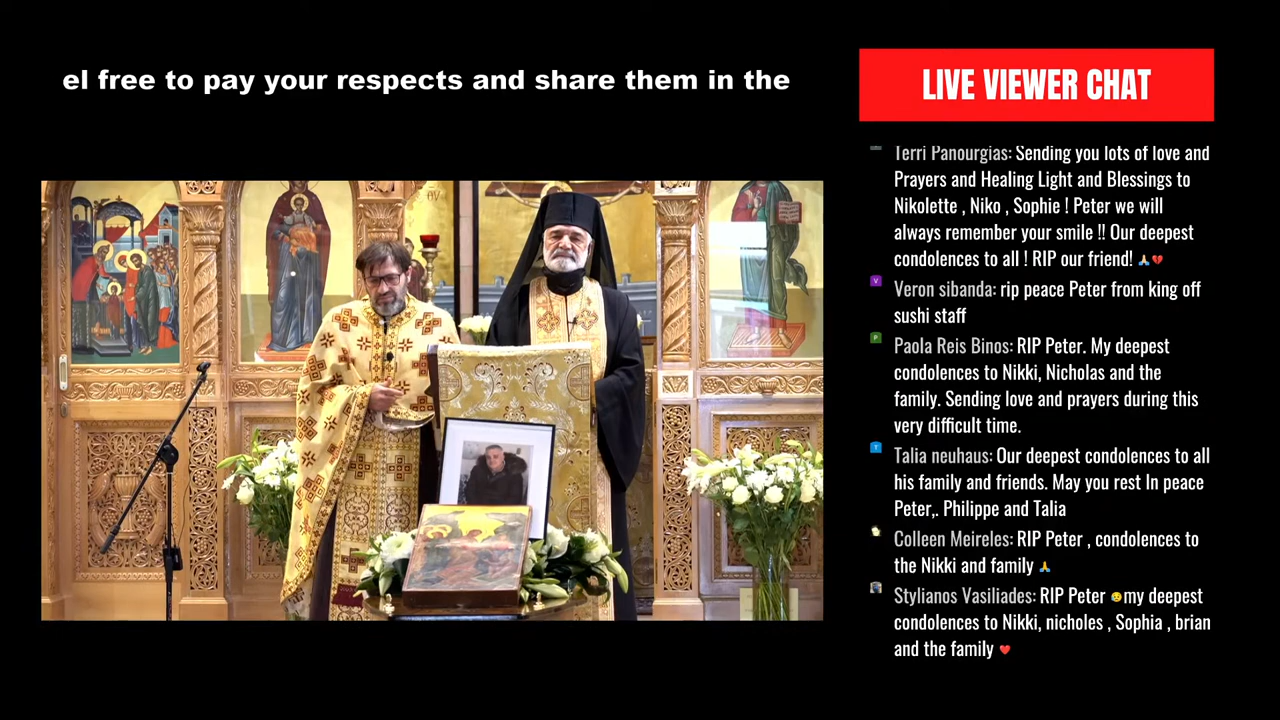 el free to pay your respects and share them in the
LIVE VIEWER CHAT
Terri Panourgias: Sending you lots of love and
Prayers and Healing Light and Blessings to
Nikolette , Niko , Sophie ! Peter we will
always remember your smile !! Our deepest
condolences to all ! RIP our friend! 🙏💔
V
Veron sibanda: rip peace Peter from king off
sushi staff
P
Paola Reis Binos: RIP Peter. My deepest
condolences to Nikki, Nicholas and the
family. Sending love and prayers during this
very difficult time.
T
Talia neuhaus: Our deepest condolences to all
his family and friends. May you rest In peace
Peter,. Philippe and Talia
Colleen Meireles: RIP Peter , condolences to
the Nikki and family 🙏
Stylianos Vasiliades: RIP Peter 😢my deepest
condolences to Nikki, nicholes , Sophia , brian
and the family ❤️
ΘΥ